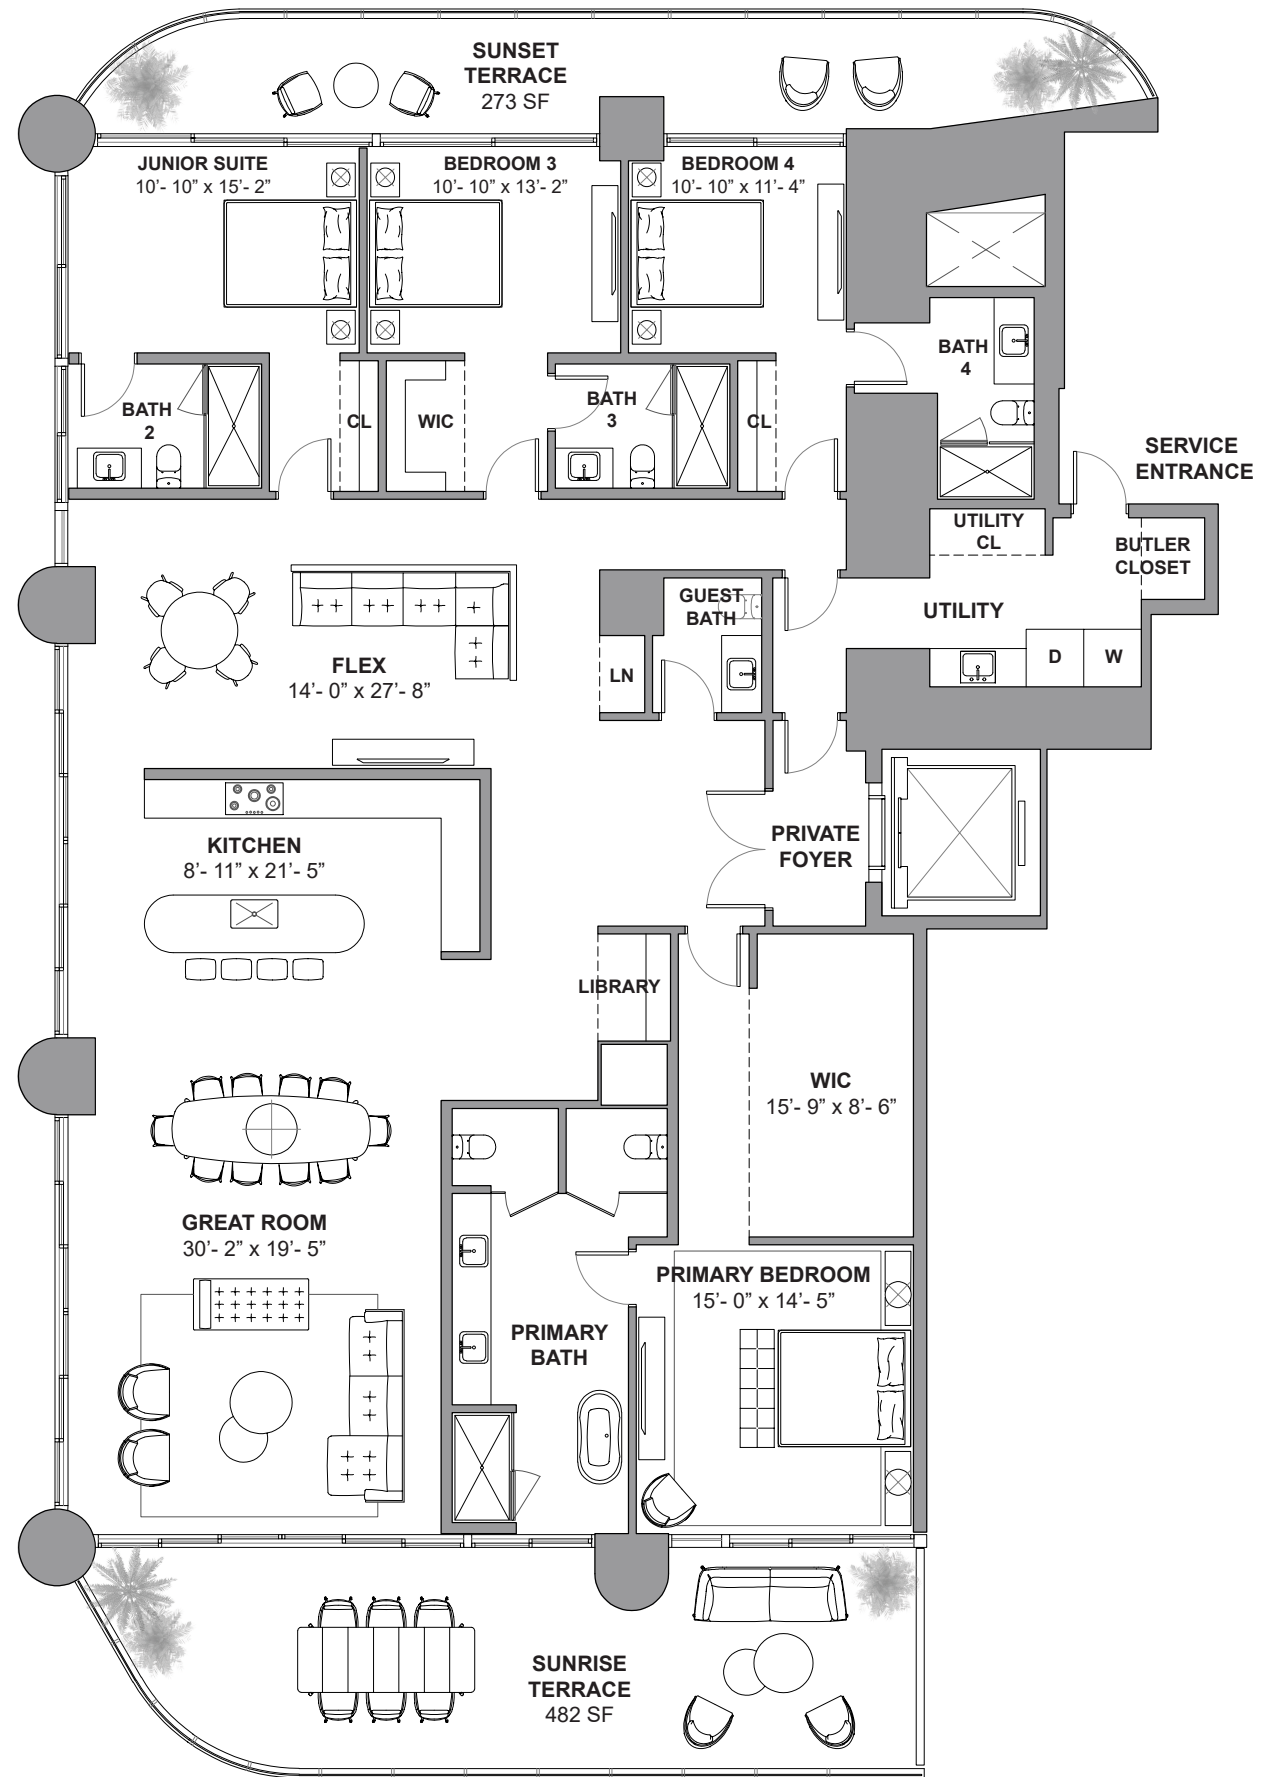 SUNSET
TERRACE
273 SF
JUNIOR SUITE
10’- 10” x 15’- 2”
BEDROOM 3
10’- 10” x 13’- 2”
BEDROOM 4
10’- 10” x 11’- 4”
BATH
4
BATH
2
CL
WIC
BATH
3
CL
SERVICE
ENTRANCE
UTILITY
CL
BUTLER
CLOSET
GUEST
BATH
UTILITY
FLEX
14’- 0” x 27’- 8”
LN
D
W
KITCHEN
8’- 11” x 21’- 5”
PRIVATE
FOYER
LIBRARY
WIC
15’- 9” x 8’- 6”
GREAT ROOM
30’- 2” x 19’- 5”
PRIMARY BEDROOM
15’- 0” x 14’- 5”
PRIMARY
BATH
SUNRISE
TERRACE
482 SF